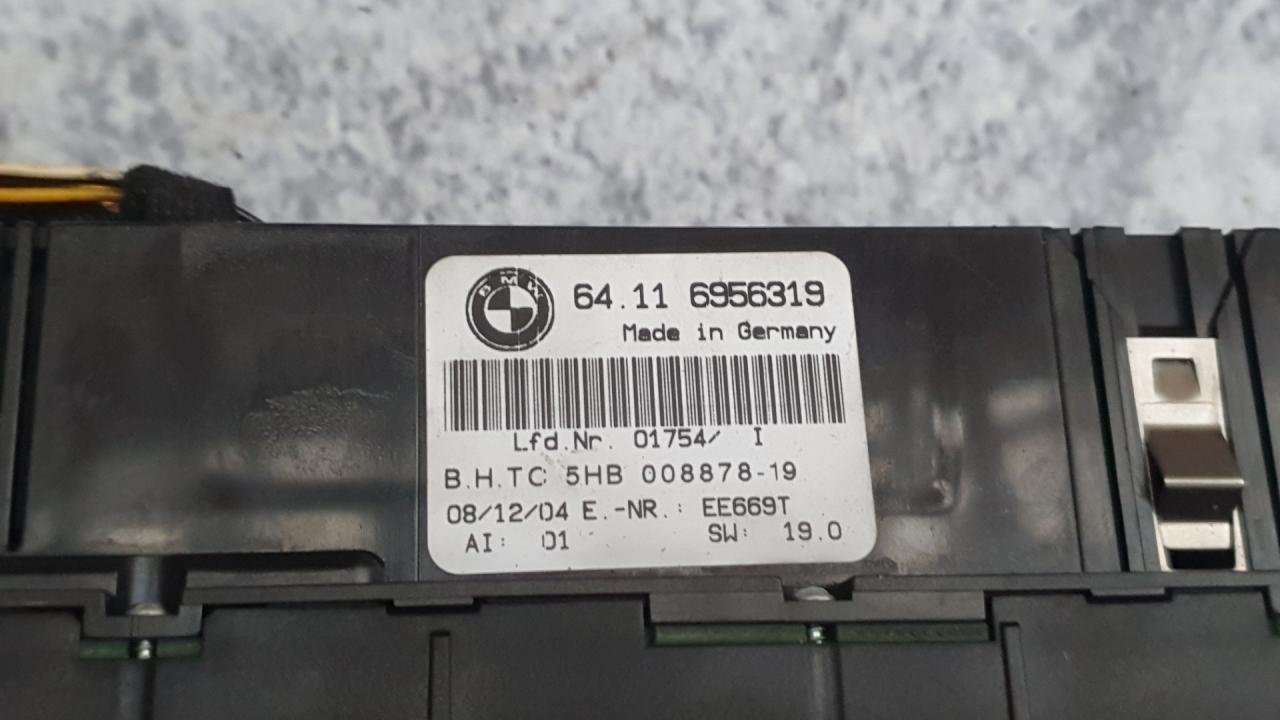 BMW 64.11 6956319
Made in Germany
Lfd.Nr. 01754/ I
B.H.TC 5HB 008878-19
08/12/04 E.-NR.: EE669T
AI: 01 SW: 19.0